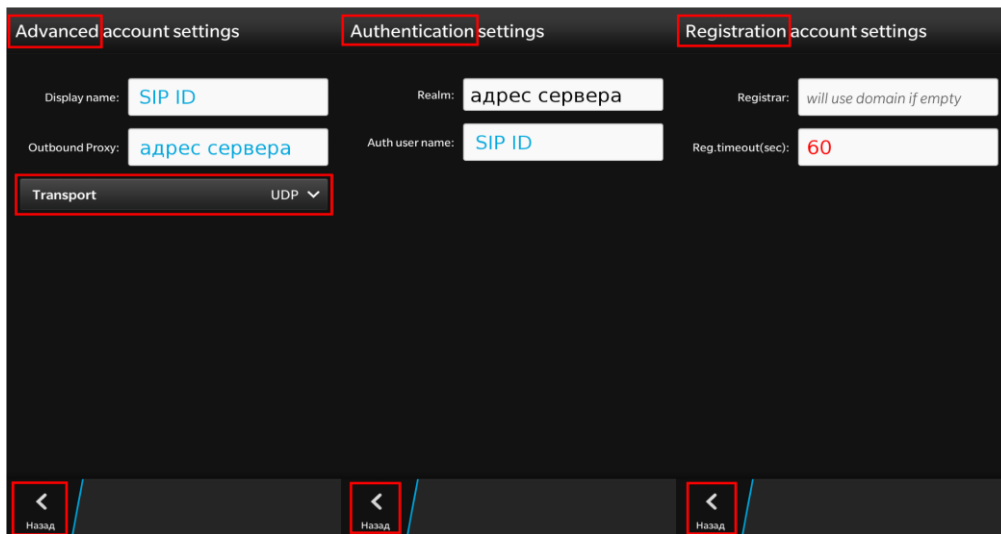 Advanced account settings
Display name: SIP ID
Outbound Proxy: адрес сервера
Transport UDP
Назад
Authentication settings
Realm: адрес сервера
Auth user name: SIP ID
Назад
Registration account settings
Registrar: will use domain if empty
Reg.timeout(sec): 60
Назад